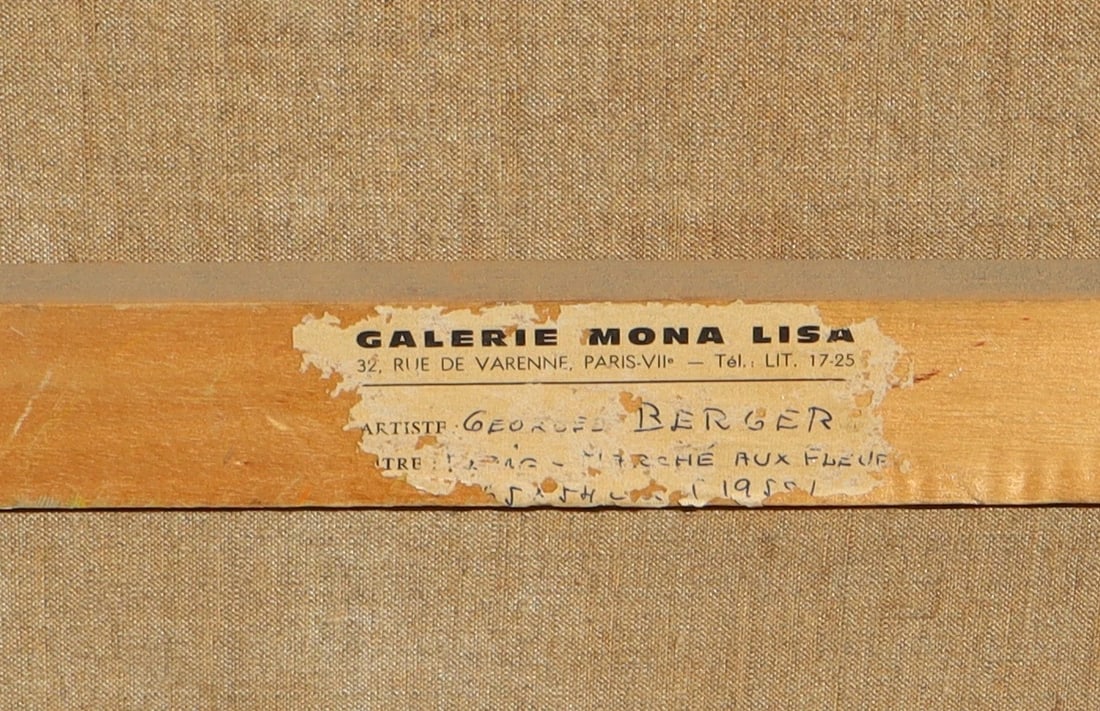 GALERIE MONA LISA
32, RUE DE VARENNE, PARIS-VIIᵉ — Tél. : LIT. 17-25
ARTISTE : GEORGES BERGER
TRE : MARCHÉ AUX FLEUR